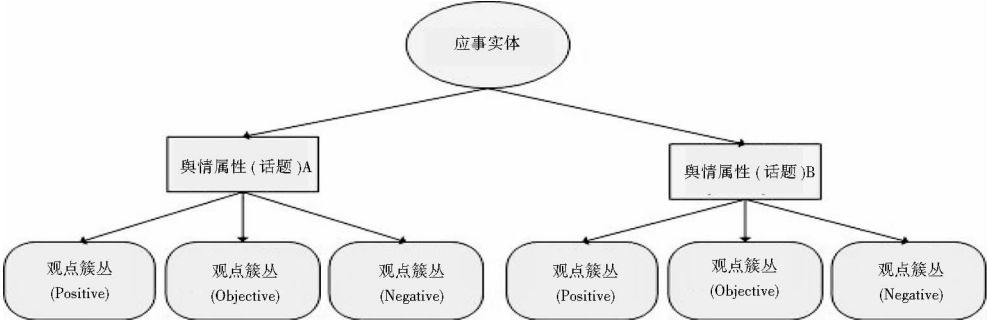 应事实体
舆情属性(话题)A
舆情属性(话题)B
观点簇丛
(Positive)
观点簇丛
(Objective)
观点簇丛
(Negative)
观点簇丛
(Positive)
观点簇丛
(Objective)
观点簇丛
(Negative)